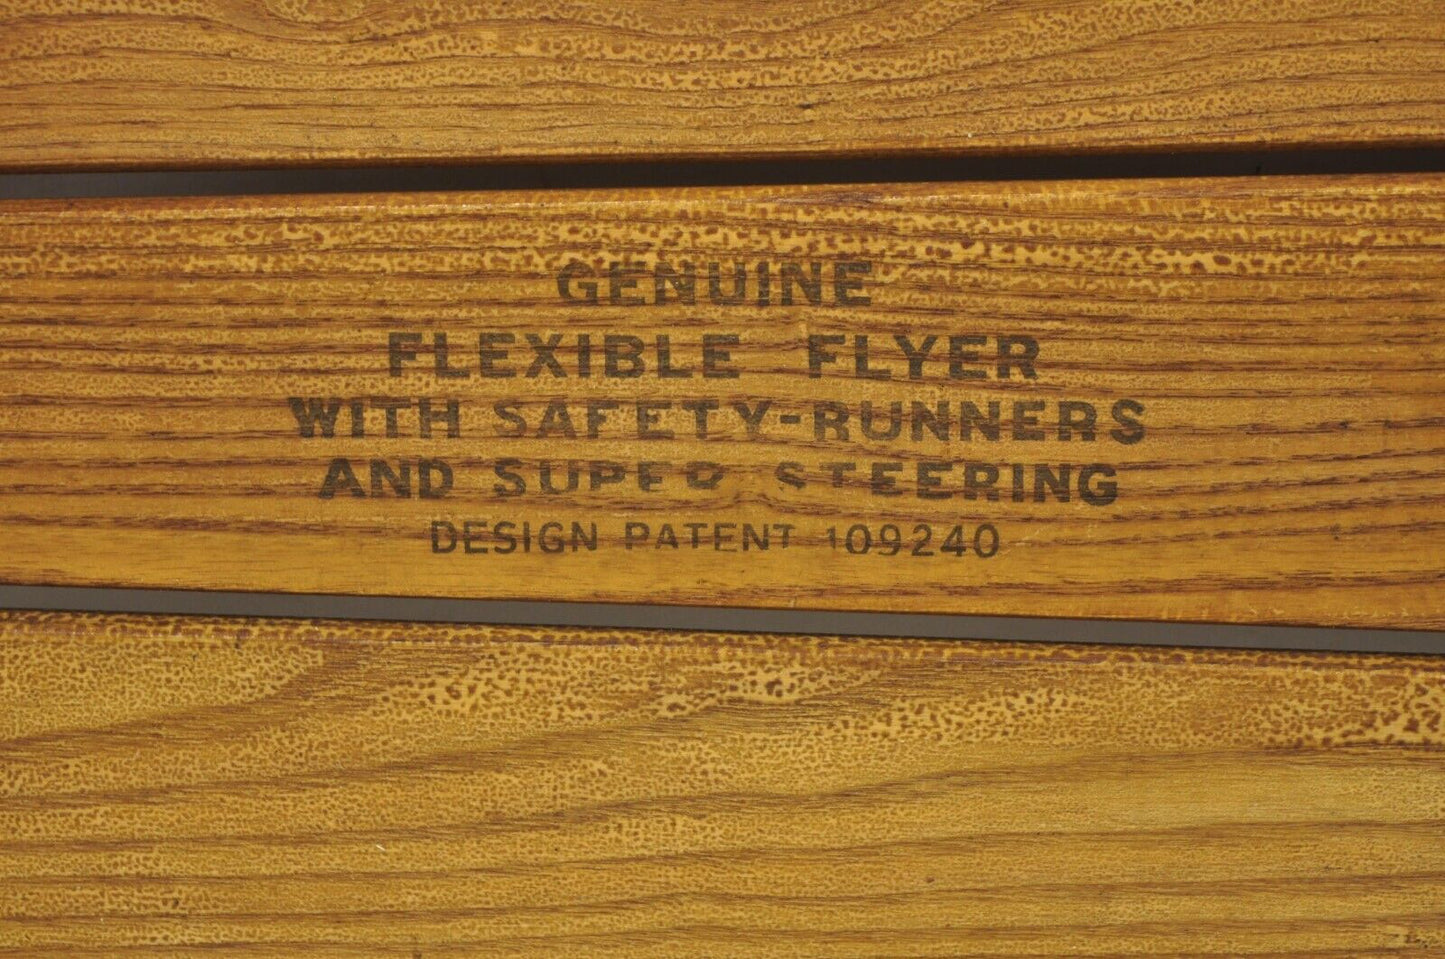 GENUINE
FLEXIBLE FLYER
WITH SAFETY-RUNNERS
AND SUPER STEERING
DESIGN PATENT 109240